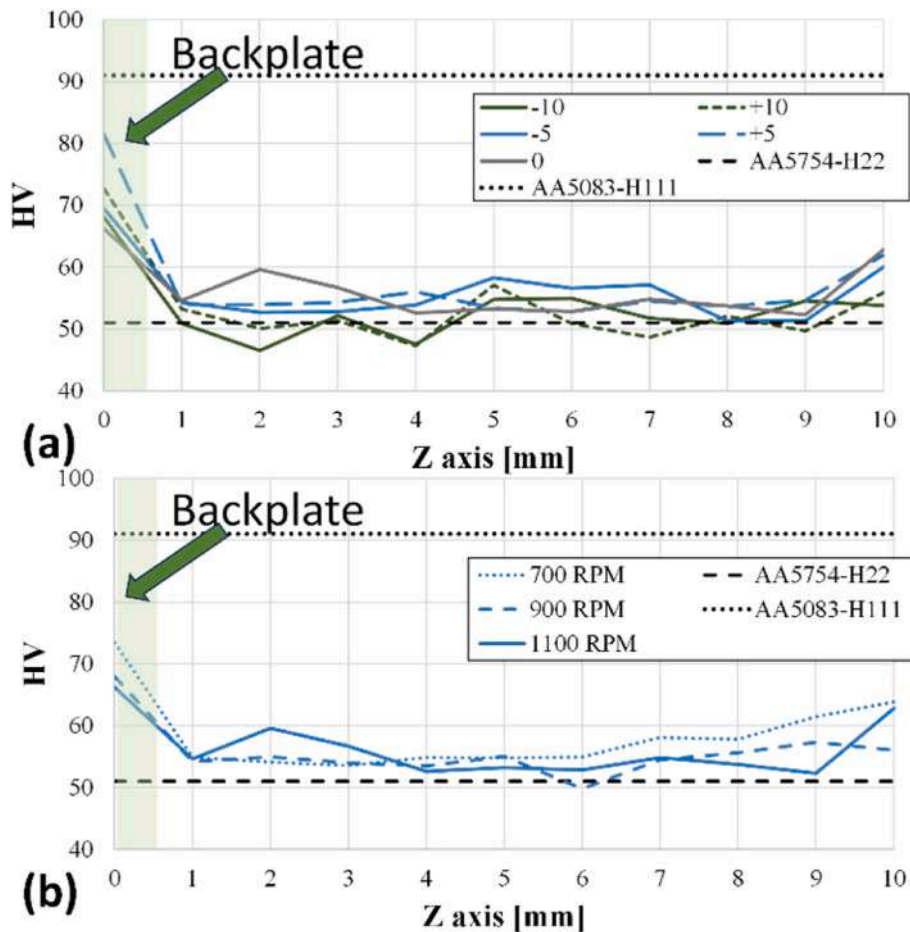 100
Backplate
90
-10 +10
-5 +5
80
0 AA5754-H22
AA5083-H111
HV
70
60
50
40
0 1 2 3 4 5 6 7 8 9 10
(a)
Z axis [mm]
100
Backplate
90
700 RPM AA5754-H22
900 RPM AA5083-H111
80
1100 RPM
HV
70
60
50
40
0 1 2 3 4 5 6 7 8 9 10
(b)
Z axis [mm]